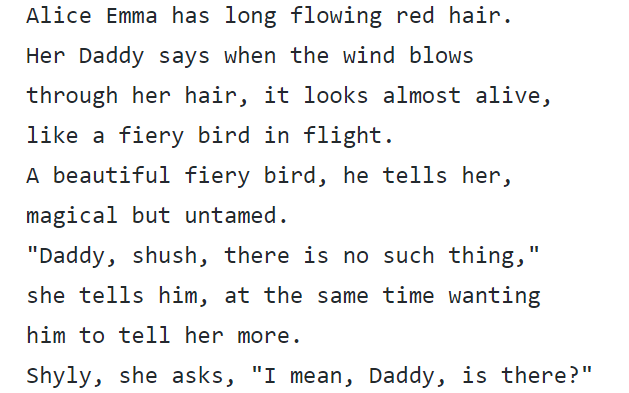 Alice Emma has long flowing red hair.
Her Daddy says when the wind blows
through her hair, it looks almost alive,
like a fiery bird in flight.
A beautiful fiery bird, he tells her,
magical but untamed.
"Daddy, shush, there is no such thing,"
she tells him, at the same time wanting
him to tell her more.
Shyly, she asks, "I mean, Daddy, is there?"